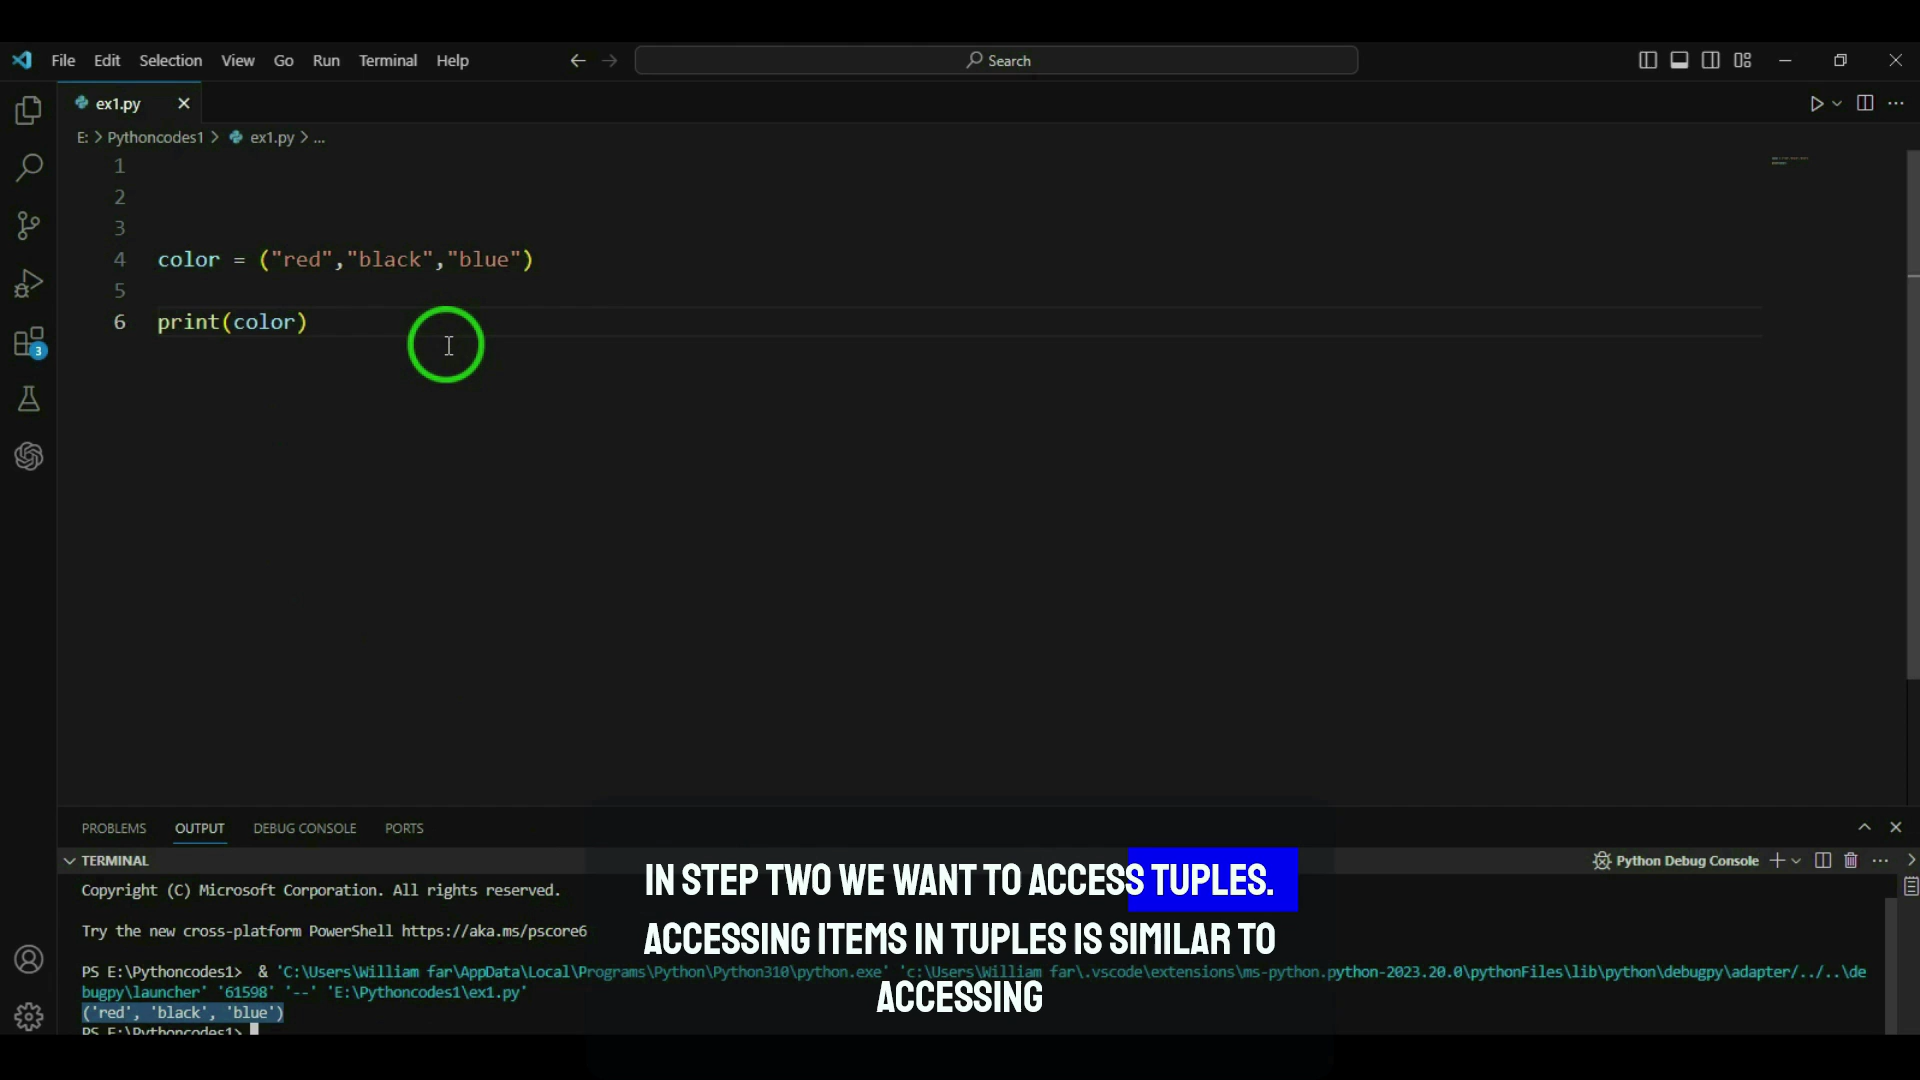 File Edit Selection View Go Run Terminal Help Search
ex1.py
E: > Pythoncodes1 > ex1.py > ...
1
2
3
4 color = ("red","black","blue")
5
6 print(color)
3
PROBLEMS OUTPUT DEBUG CONSOLE PORTS
TERMINAL Python Debug Console
Copyright (C) Microsoft Corporation. All rights reserved.
Try the new cross-platform PowerShell https://aka.ms/pscore6
PS E:\Pythoncodes1> & 'C:\Users\William far\AppData\Local\Programs\Python\Python310\python.exe' 'c:\Users\William far\.vscode\extensions\ms-python.python-2023.20.0\pythonFiles\lib\python\debugpy\adapter/../..\de
bugpy\launcher' '61598' '--' 'E:\Pythoncodes1\ex1.py'
('red', 'black', 'blue')
PS E:\Pythoncodes1>
IN STEP TWO WE WANT TO ACCESS TUPLES.
ACCESSING ITEMS IN TUPLES IS SIMILAR TO
ACCESSING